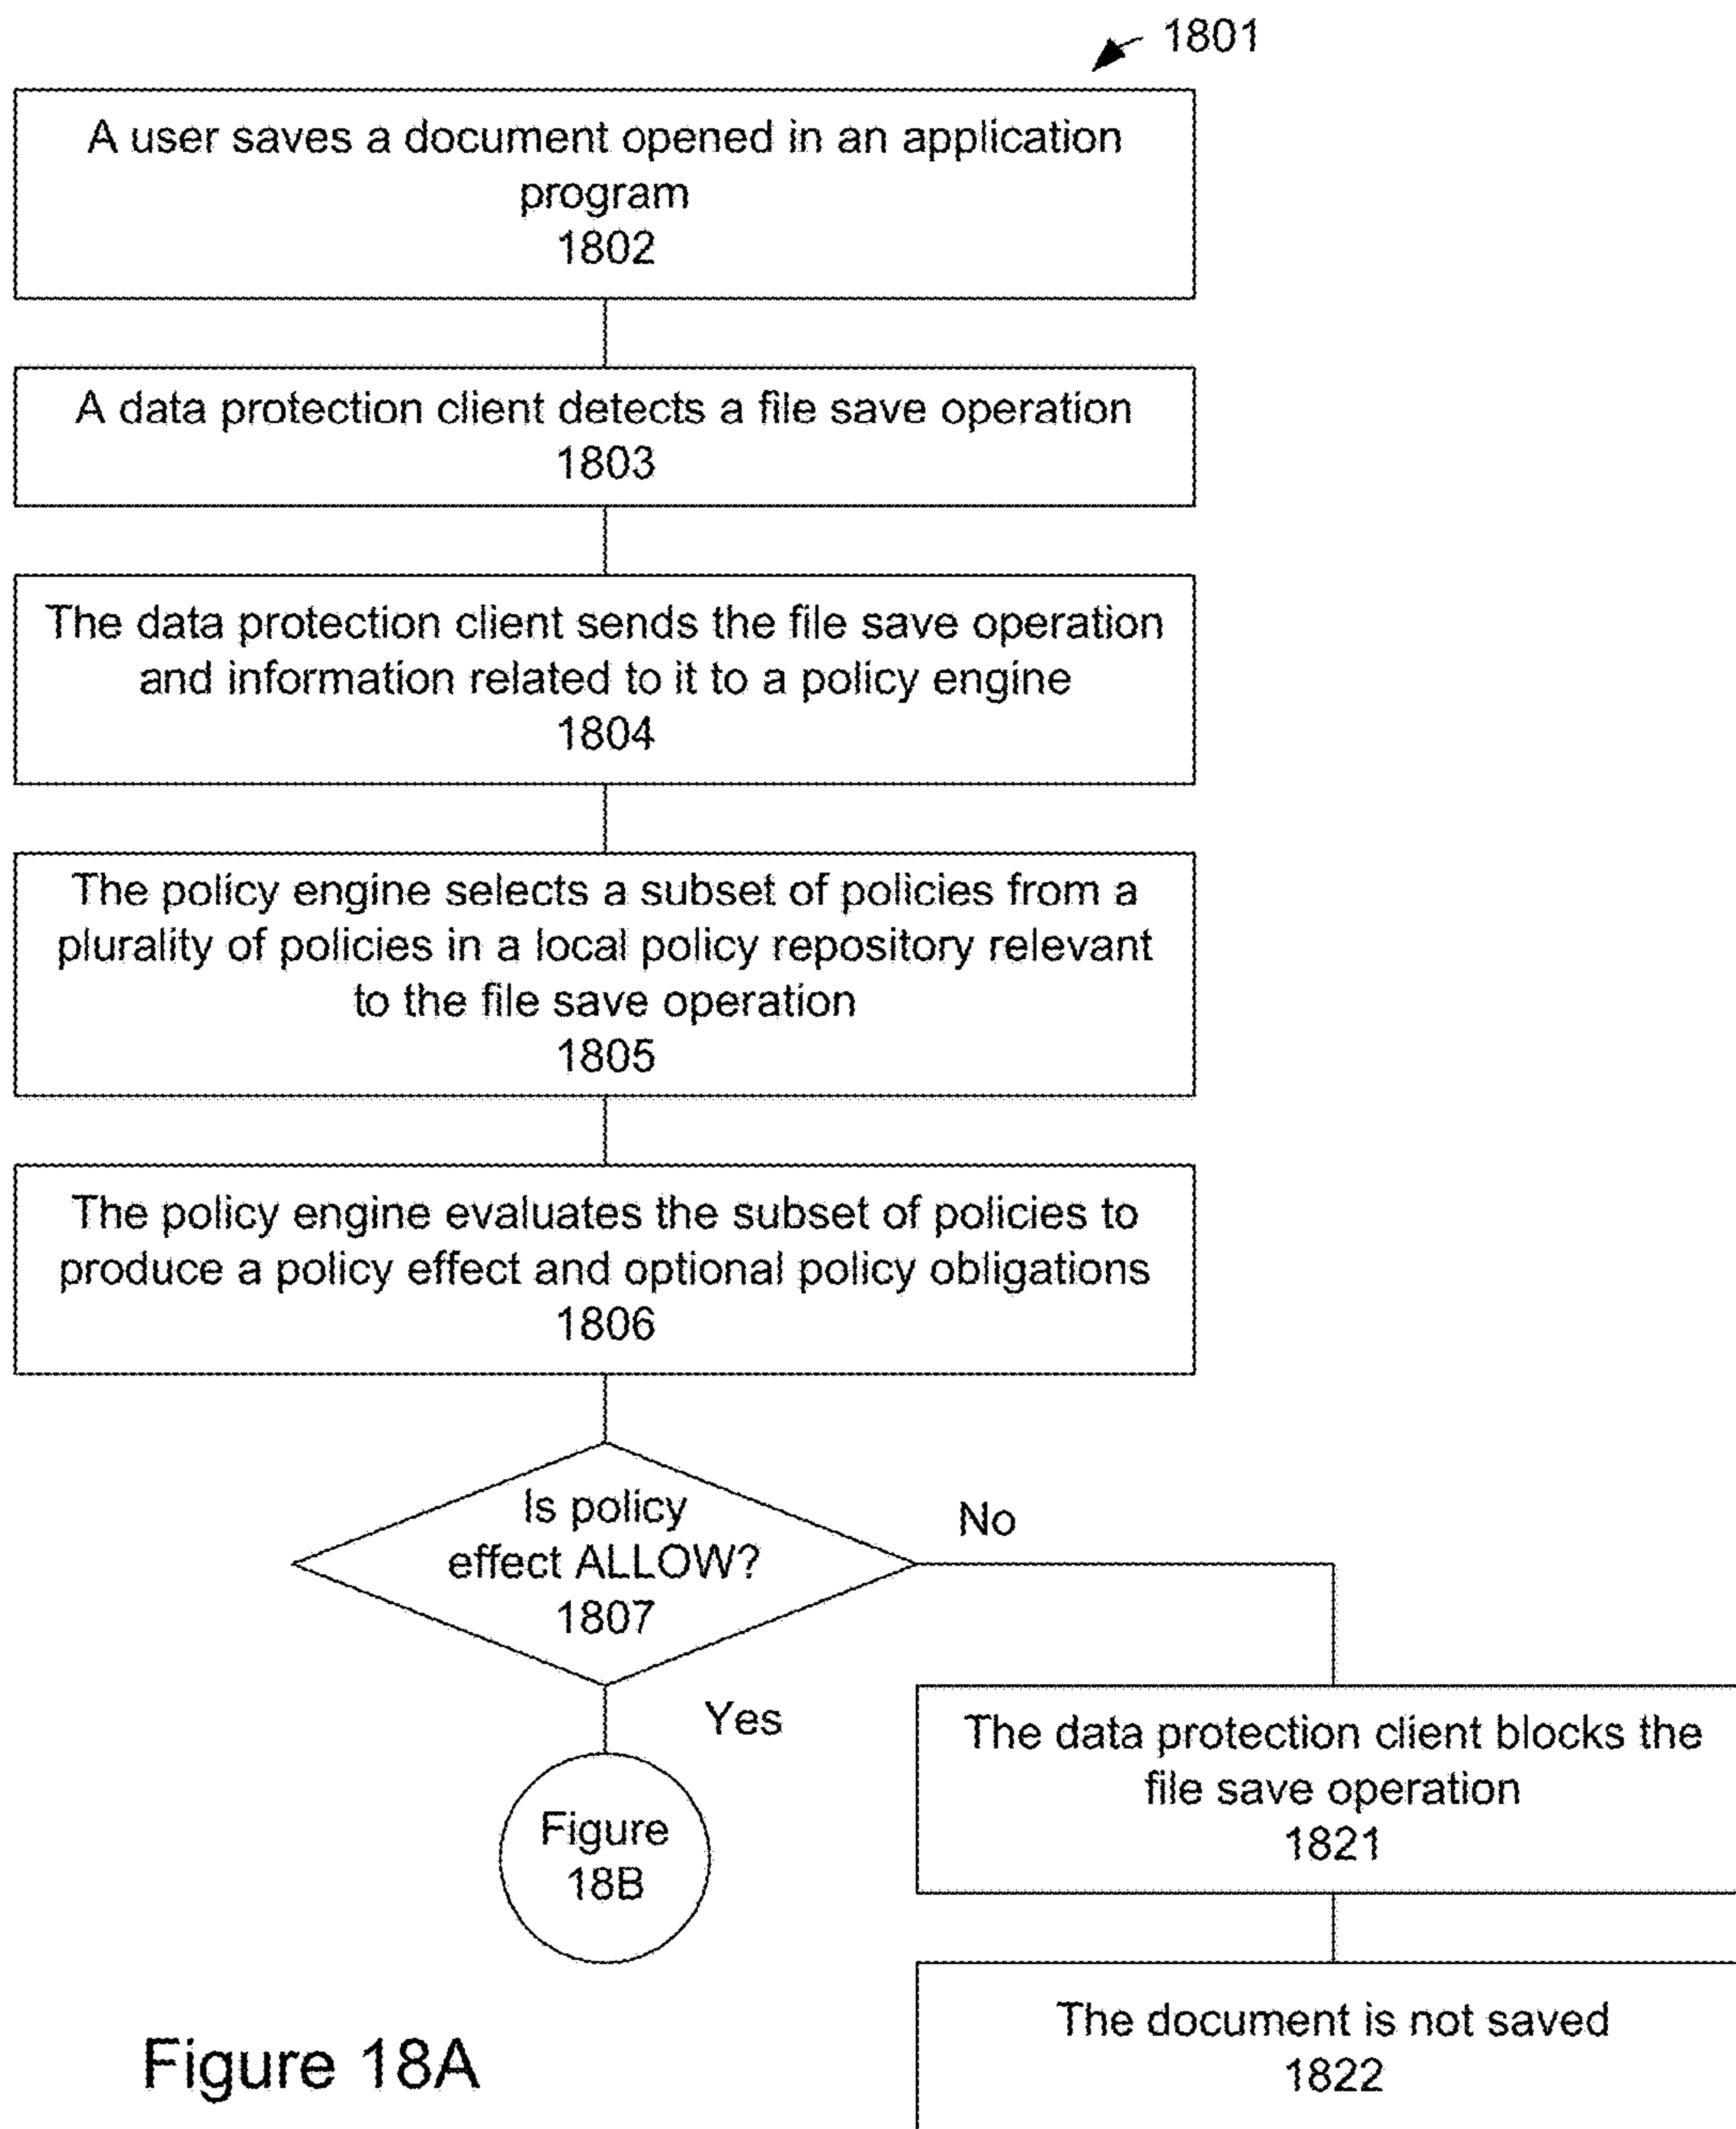 1801
A user saves a document opened in an application
program
1802
A data protection client detects a file save operation
1803
The data protection client sends the file save operation
and information related to it to a policy engine
1804
The policy engine selects a subset of policies from a
plurality of policies in a local policy repository relevant
to the file save operation
1805
The policy engine evaluates the subset of policies to
produce a policy effect and optional policy obligations
1806
Is policy
effect ALLOW?
1807
No
Yes
Figure
18B
The data protection client blocks the
file save operation
1821
The document is not saved
1822
Figure 18A